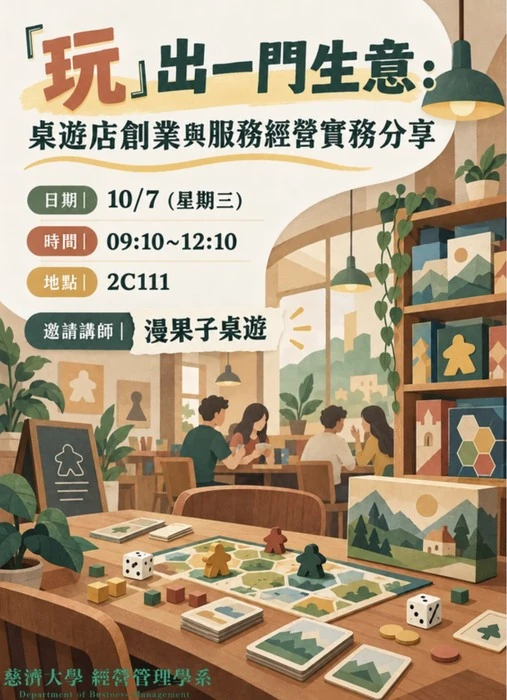 「玩」出一門生意：
桌遊店創業與服務經營實務分享
日期｜ 10/7 (星期三)
時間｜ 09:10~12:10
地點｜ 2C111
邀請講師｜ 漫果子桌遊
慈濟大學 經營管理學系
Department of Business Management